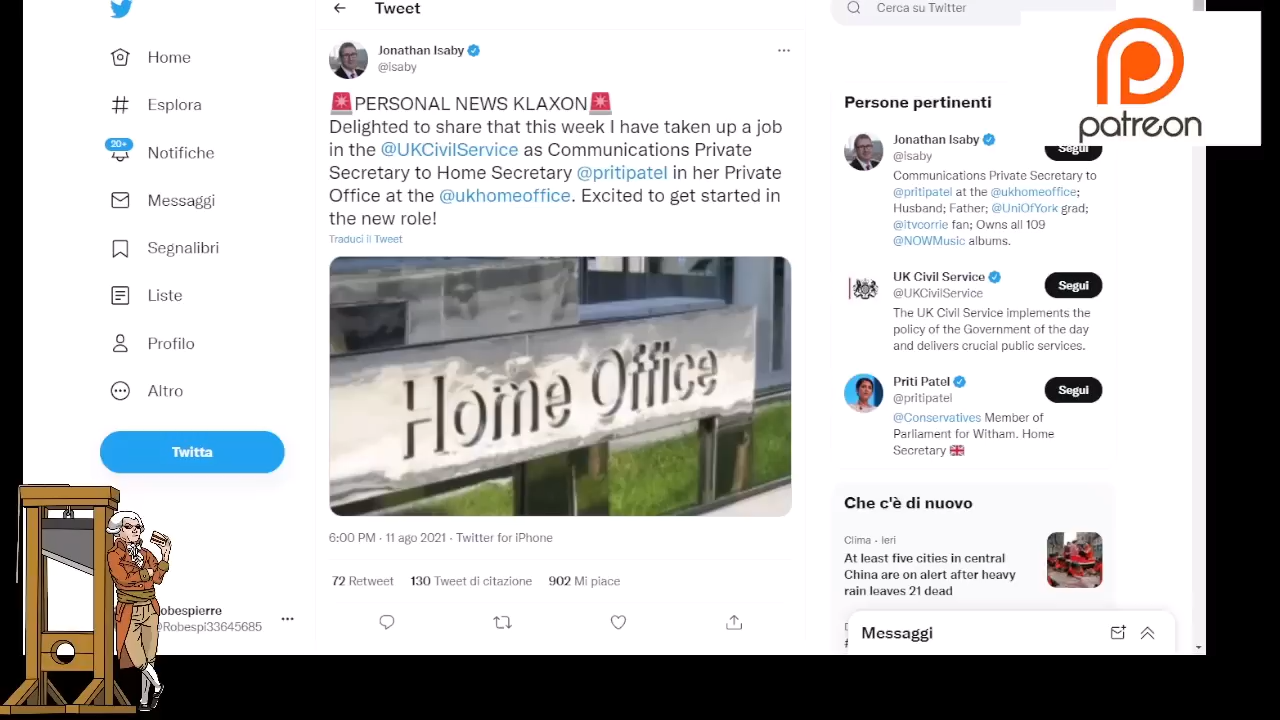 Tweet
Cerca su Twitter
Home
Esplora
20+
Notifiche
Messaggi
Segnalibri
Liste
Profilo
Altro
Twitta
obespierre
@Robespi33645685
Jonathan Isaby
@isaby
🚨PERSONAL NEWS KLAXON🚨
Delighted to share that this week I have taken up a job
in the @UKCivilService as Communications Private
Secretary to Home Secretary @pritipatel in her Private
Office at the @ukhomeoffice. Excited to get started in
the new role!
Traduci il Tweet
Home Office
6:00 PM · 11 ago 2021 · Twitter for iPhone
72 Retweet 130 Tweet di citazione 902 Mi piace
patreon
Persone pertinenti
Jonathan Isaby
@isaby
Segui
Communications Private Secretary to
@pritipatel at the @ukhomeoffice;
Husband; Father; @UniOfYork grad;
@itvcorrie fan; Owns all 109
@NOWMusic albums.
UK Civil Service
@UKCivilService
Segui
The UK Civil Service implements the
policy of the Government of the day
and delivers crucial public services.
Priti Patel
@pritipatel
Segui
@Conservatives Member of
Parliament for Witham. Home
Secretary 🇬🇧
Che c'è di nuovo
Clima · Ieri
At least five cities in central
China are on alert after heavy
rain leaves 21 dead
Messaggi